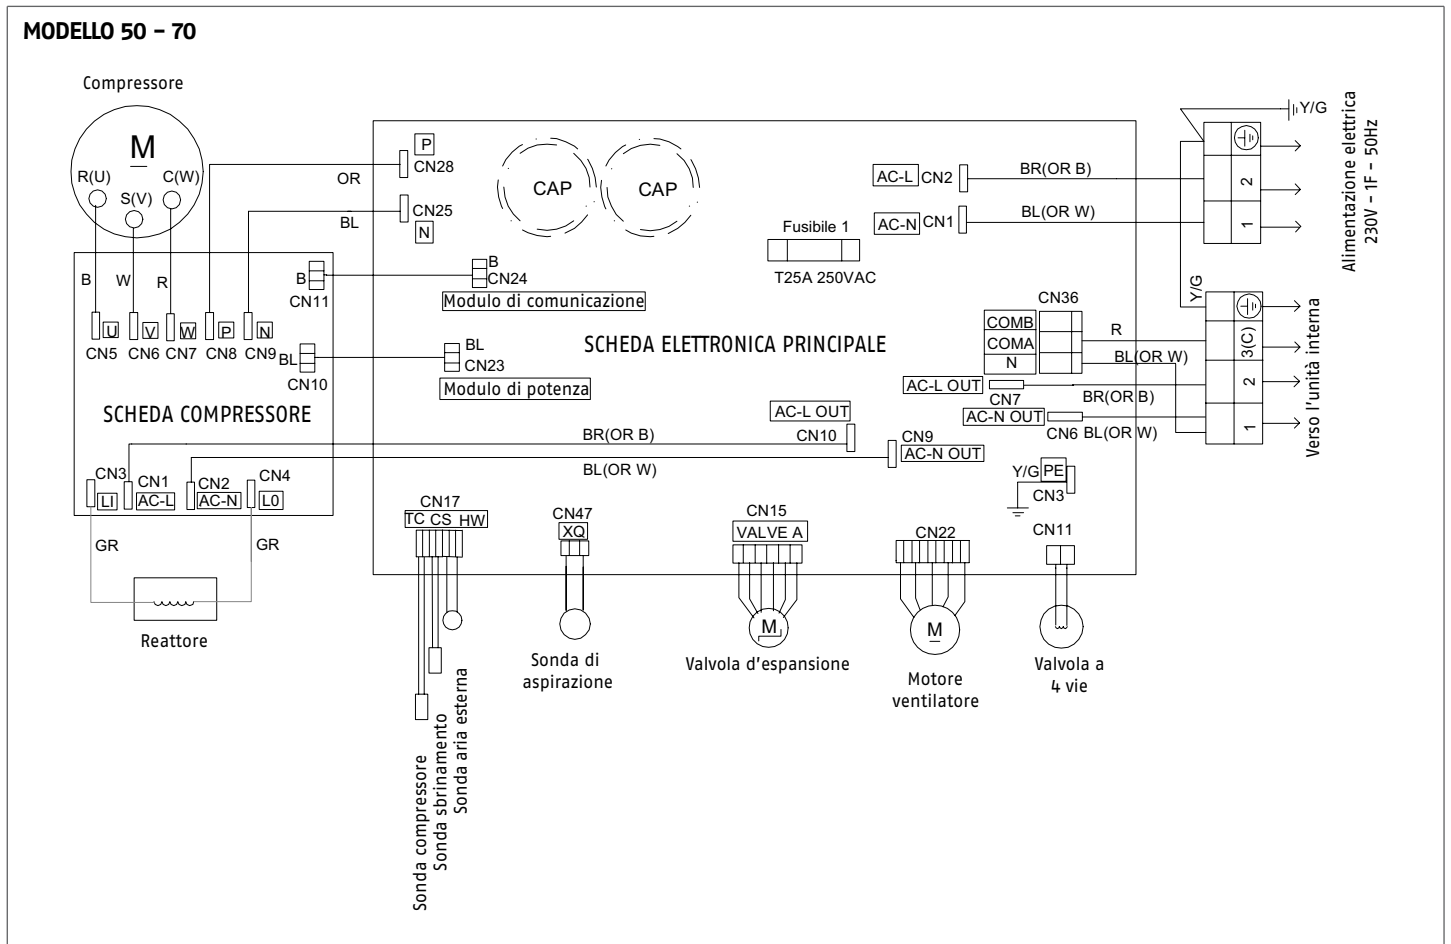 MODELLO 50 – 70
Compressore
M
R(U)
S(V)
C(W)
B
W
R
OR
BL
P
CN28
CN25
N
CAP
CAP
Fusibile 1
T25A 250VAC
AC-L CN2
BR(OR B)
AC-N CN1
BL(OR W)
Y/G
2
1
Alimentazione elettrica
230V – 1F – 50Hz
B
CN11
B
CN24
Modulo di comunicazione
U
V
W
P
N
CN5
CN6
CN7
CN8
CN9
BL
CN10
BL
CN23
Modulo di potenza
SCHEDA ELETTRONICA PRINCIPALE
SCHEDA COMPRESSORE
CN36
COMB
COMA
N
R
BL(OR W)
Y/G
3(C)
2
1
Verso l'unità interna
AC-L OUT
CN7
BR(OR B)
AC-N OUT
CN6
BL(OR W)
AC-L OUT
CN10
BR(OR B)
CN9
AC-N OUT
BL(OR W)
CN3
LI
CN1
AC-L
CN2
AC-N
CN4
L0
GR
GR
Reattore
Y/G
PE
CN3
CN17
TC CS HW
CN47
XQ
CN15
VALVE A
CN22
CN11
M
M
Sonda compressore
Sonda sbrinamento
Sonda aria esterna
Sonda di
aspirazione
Valvola d'espansione
Motore
ventilatore
Valvola a
4 vie